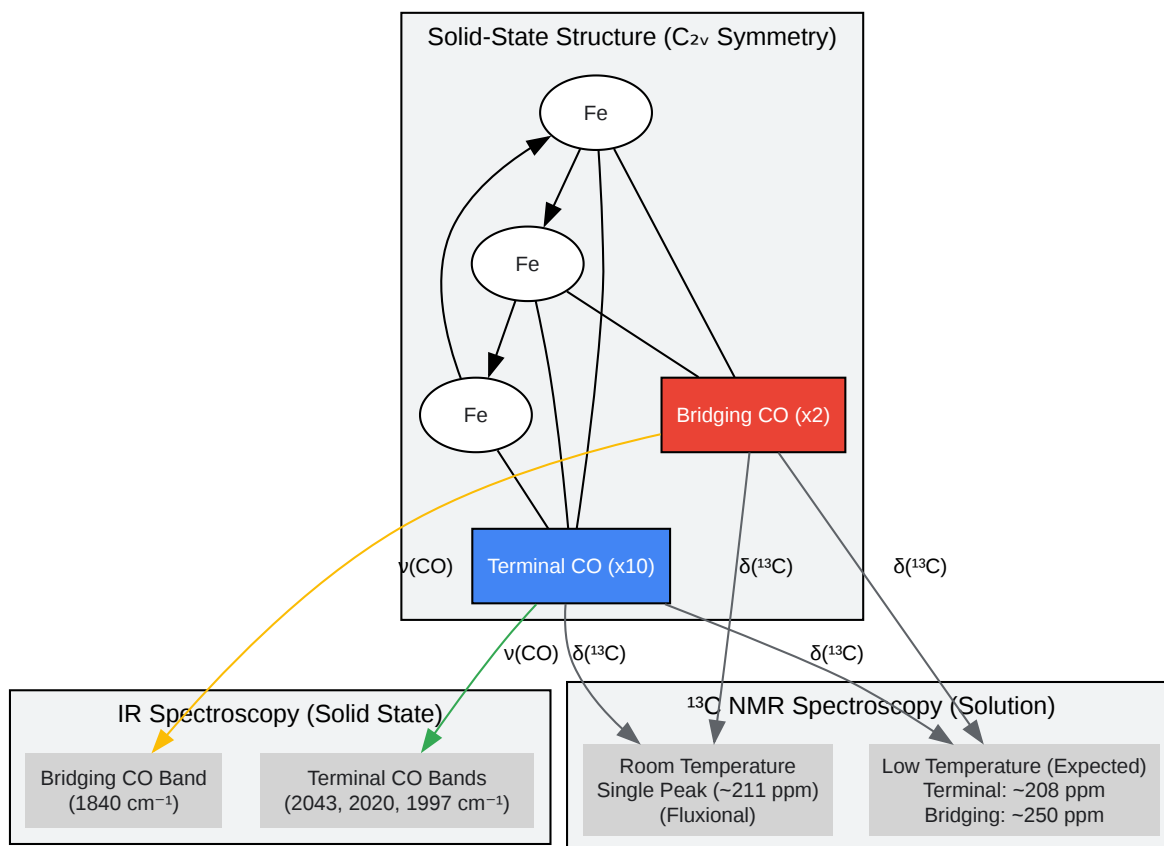 Solid-State Structure (C₂ᵥ Symmetry)
Fe
Fe
Fe
Bridging CO (x2)
Terminal CO (x10)
ν(CO)
δ(¹³C)
δ(¹³C)
ν(CO)
δ(¹³C)
δ(¹³C)
IR Spectroscopy (Solid State)
Bridging CO Band
(1840 cm⁻¹)
Terminal CO Bands
(2043, 2020, 1997 cm⁻¹)
¹³C NMR Spectroscopy (Solution)
Room Temperature
Single Peak (~211 ppm)
(Fluxional)
Low Temperature (Expected)
Terminal: ~208 ppm
Bridging: ~250 ppm